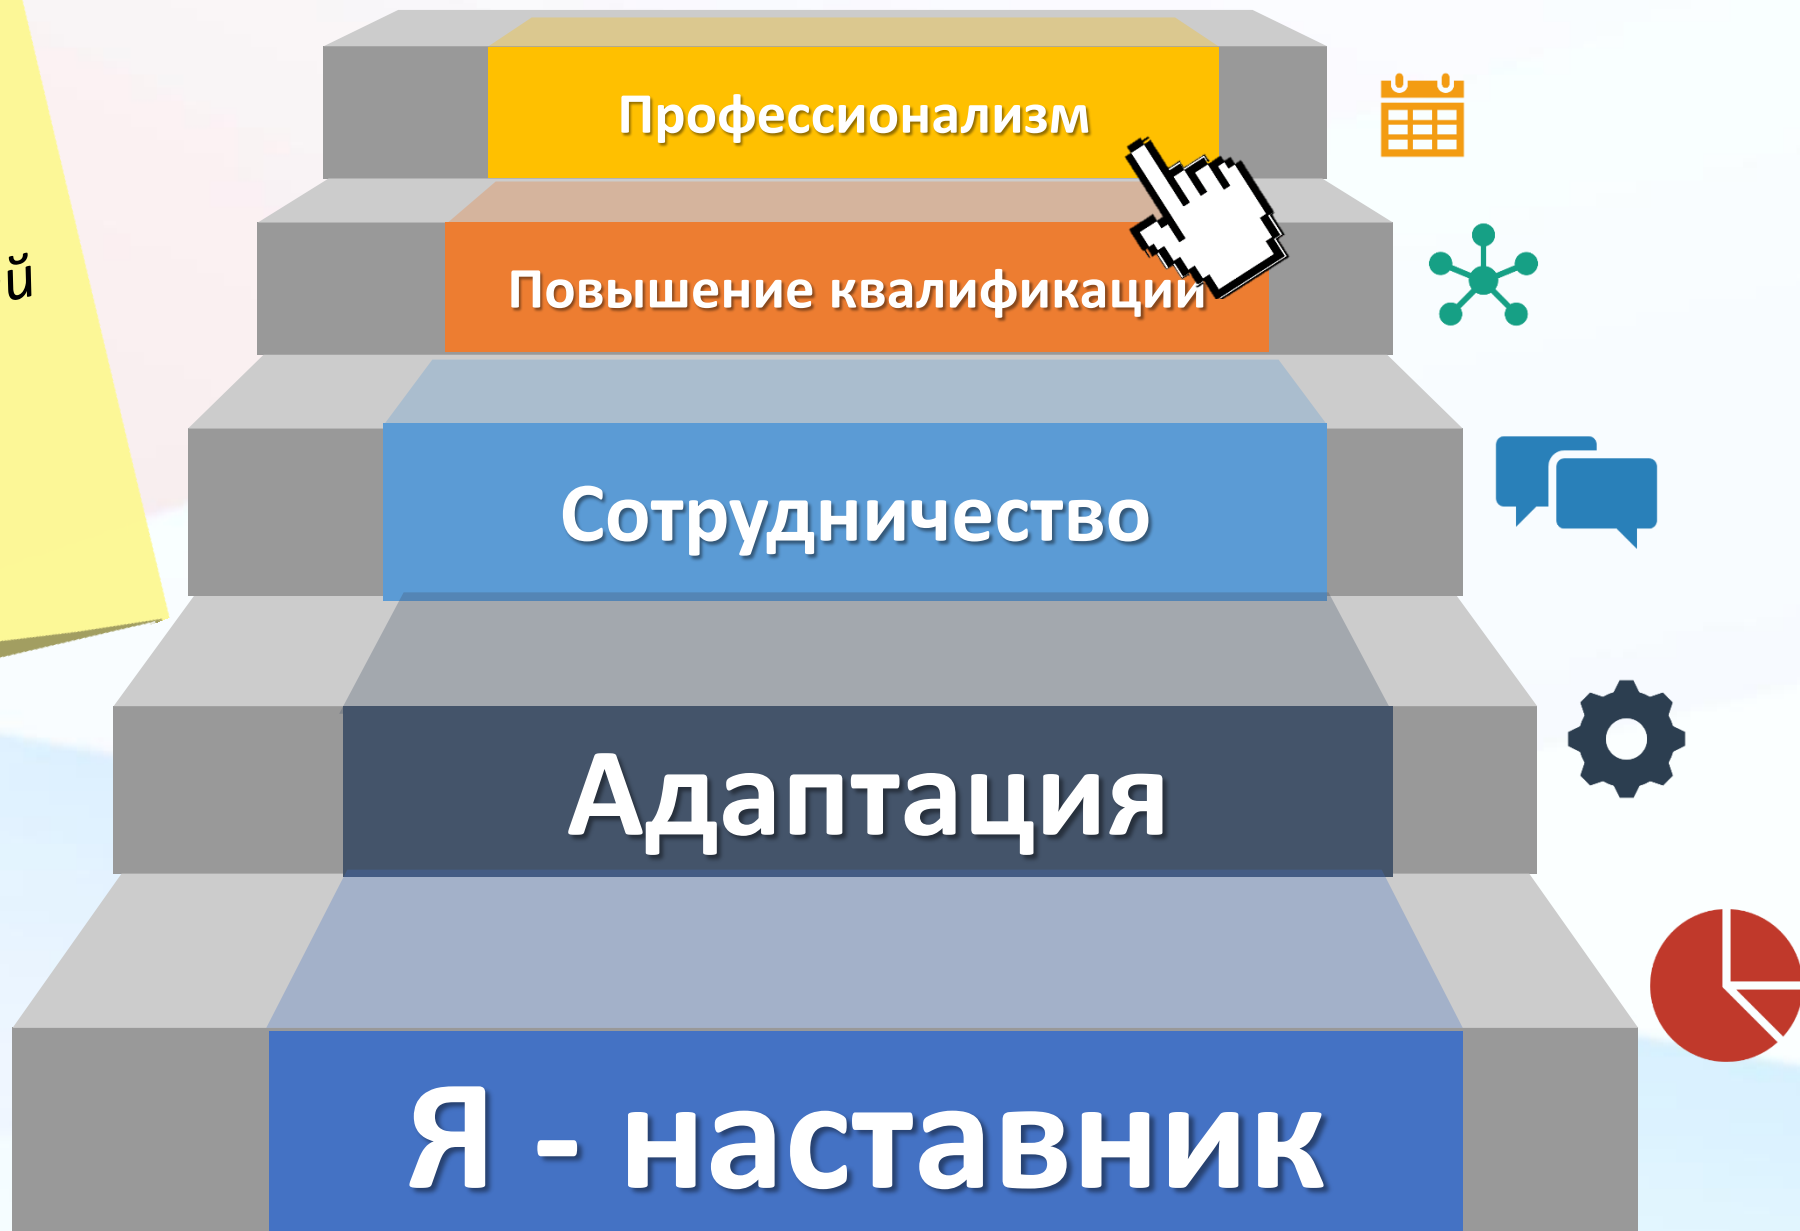 Профессионализм
й
Повышение квалификации
Сотрудничество
Адаптация
Я - наставник